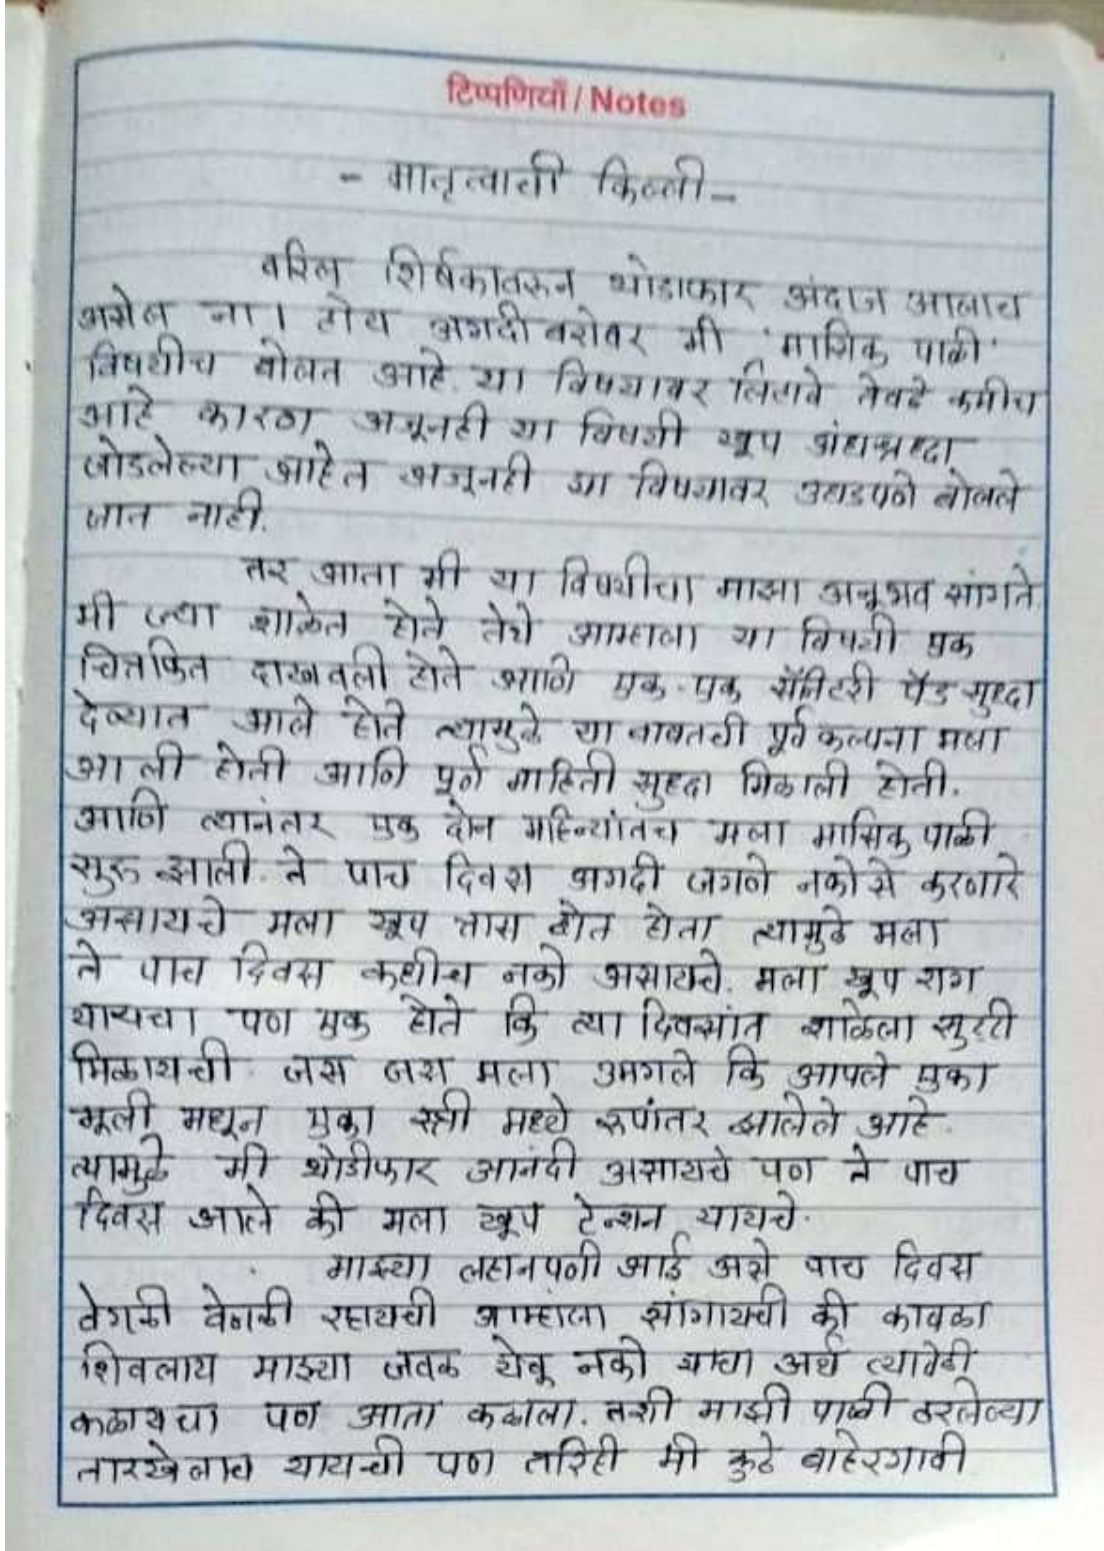 टिप्पणियाँ / Notes
- मातृत्वाची किल्ली -
वरिल शिर्षकावरुन थोडाफार अंदाज आलाच
असेल ना। होय अगदी बरोबर मी 'मासिक पाळी'
विषयीच बोलत आहे. या विषयावर लिहावे तेवढे कमीच
आहे कारण अजूनही या विषयी खूप अंधश्रध्दा
जोडलेल्या आहेत अजूनही या विषयावर उघडपणे बोलले
जात नाही.
तर आता मी या विषयीचा माझा अनूभव सांगते.
मी ज्या शाळेत होते तेथे आम्हाला या विषयी एक
चित्तफित दाखवली होते आणि एक-एक सॅनिटरी पॅड सुध्दा
देण्यात आले होते त्यामुळे या बाबतची पूर्व कल्पना मला
आली होती आणि पूर्ण माहिती सुध्दा मिळाली होती.
आणि त्यानंतर एक दोन महिन्यांतच मला मासिक पाळी
सुरु झाली. ते पाच दिवस अगदी जगणे नकोसे करणारे
असायचे मला खूप त्रास होत होता त्यामुळे मला
ते पाच दिवस कधीच नको असायचे. मला खूप राग
यायचा पण एक होते कि त्या दिवसांत शाळेला सुट्टी
मिळायची. जस जस मला उमगले कि आपले एका
मूली मधून एका स्त्री मध्ये रुपांतर झालेले आहे.
त्यामुळे मी थोडीफार आनंदी असायचे पण ते पाच
दिवस आले की मला खूप टेन्शन यायचे.
माझ्या लहानपणी आई असे पाच दिवस
वेगळी वेगळी रहायची आम्हांला सांगायची की कावळा
शिवलाय माझ्या जवळ येवू नको याचा अर्थ त्यावेळी
कळायचा पण आता कळाला. तशी माझी पाळी ठरलेल्या
तारखेलाच यायची पण तरिही मी कुठे बाहेरगावी